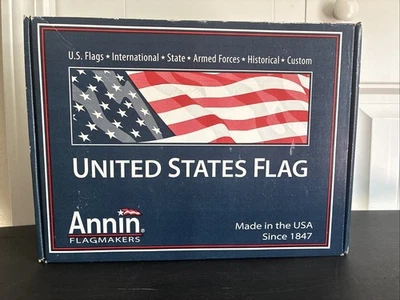 U.S. Flags • International • State • Armed Forces • Historical • Custom
UNITED STATES FLAG
Annin®
FLAGMAKERS
Made in the USA
Since 1847